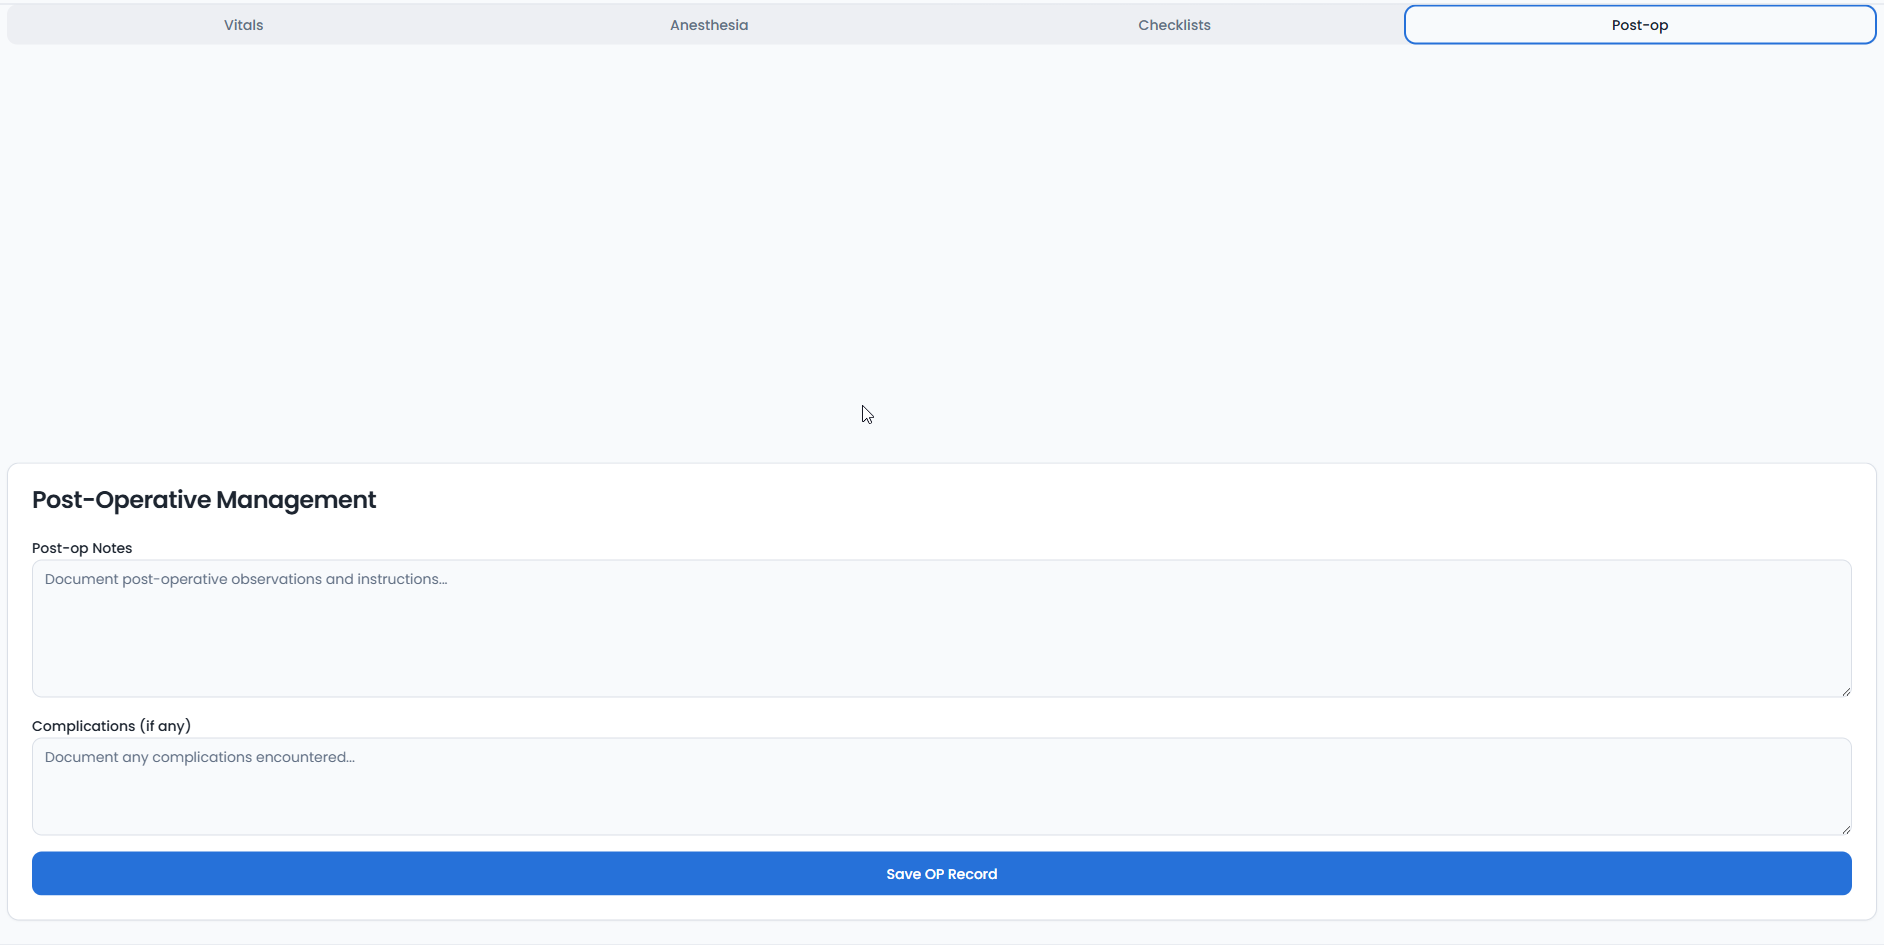 Vitals
Anesthesia
Checklists
Post-op
Post-Operative Management
Post-op Notes
Document post-operative observations and instructions...
Complications (if any)
Document any complications encountered...
Save OP Record